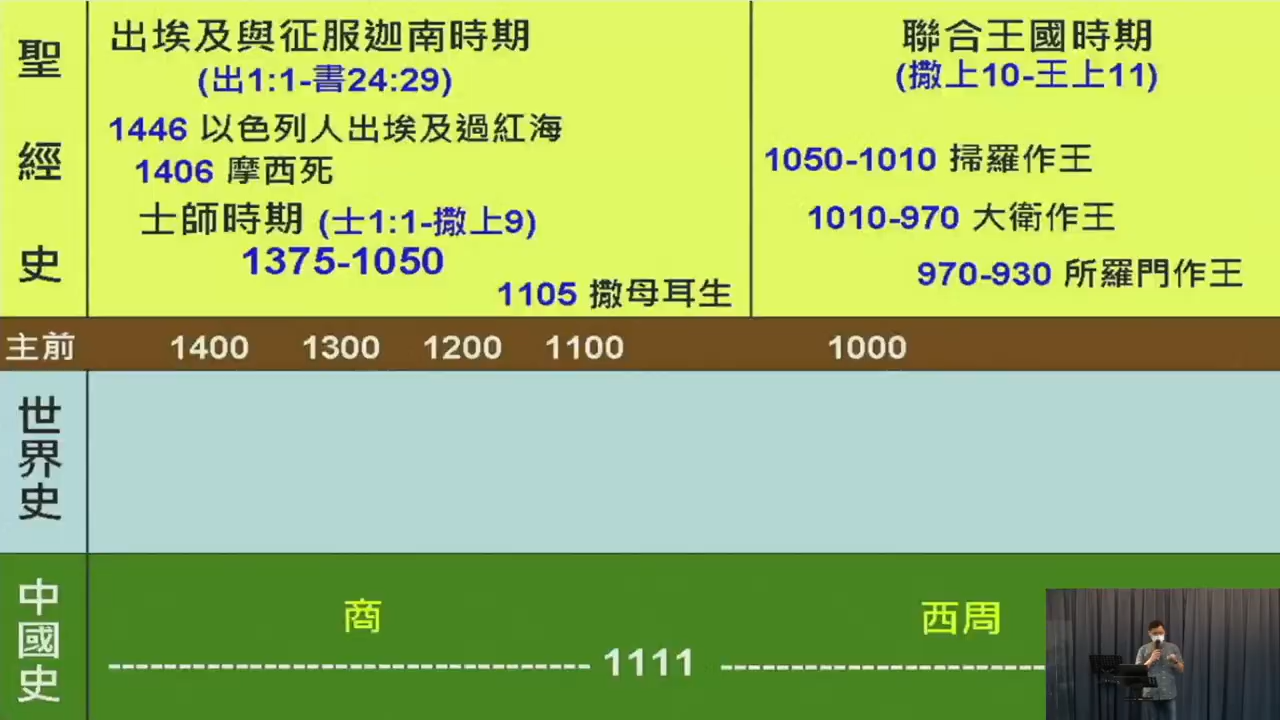 聖經史
出埃及與征服迦南時期
(出1:1-書24:29)
1446 以色列人出埃及過紅海
1406 摩西死
士師時期 (士1:1-撒上9)
1375-1050
1105 撒母耳生
聯合王國時期
(撒上10-王上11)
1050-1010 掃羅作王
1010-970 大衛作王
970-930 所羅門作王
主前 1400 1300 1200 1100 1000
世界史
中國史
商
1111
西周